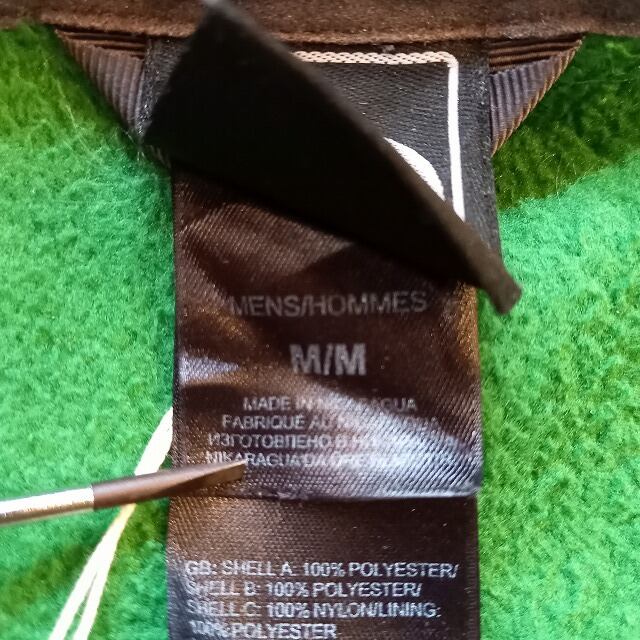 MENS/HOMMES
M/M
MADE IN NICARAGUA
FABRIQUE AU
ИЗГОТОВЛЕНО В
NIKARAGUA'DA
GB: SHELL A: 100% POLYESTER/
SHELL B: 100% POLYESTER/
SHELL C: 100% NYLON/LINING:
100% POLYESTER